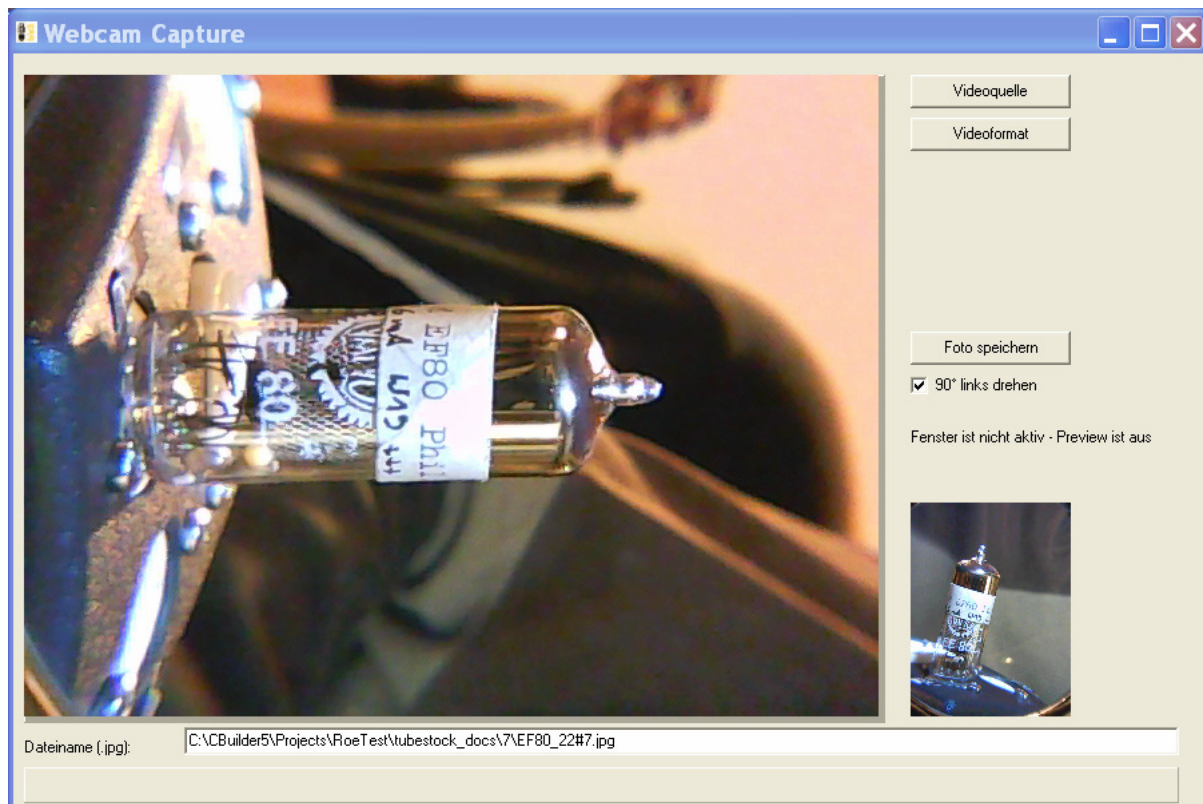 Webcam Capture
Videoquelle
Videoformat
Foto speichern
90° links drehen
Fenster ist nicht aktiv - Preview ist aus
EF80 Phil
EF 80
Dateiname (.jpg):
C:\CBuilder5\Projects\RoeTest\tubestock_docs\7\EF80_22#7.jpg